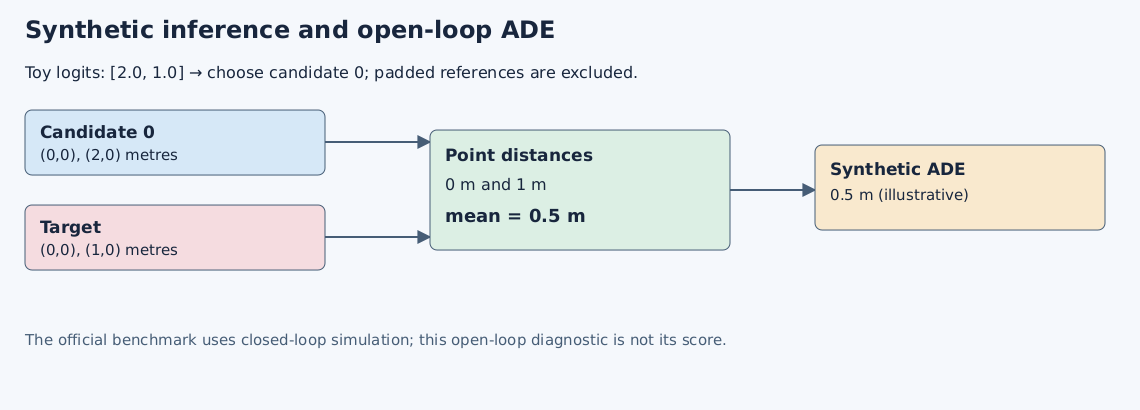 Synthetic inference and open-loop ADE
Toy logits: [2.0, 1.0] → choose candidate 0; padded references are excluded.
Candidate 0
(0,0), (2,0) metres
Target
(0,0), (1,0) metres
Point distances
0 m and 1 m
mean = 0.5 m
Synthetic ADE
0.5 m (illustrative)
The official benchmark uses closed-loop simulation; this open-loop diagnostic is not its score.